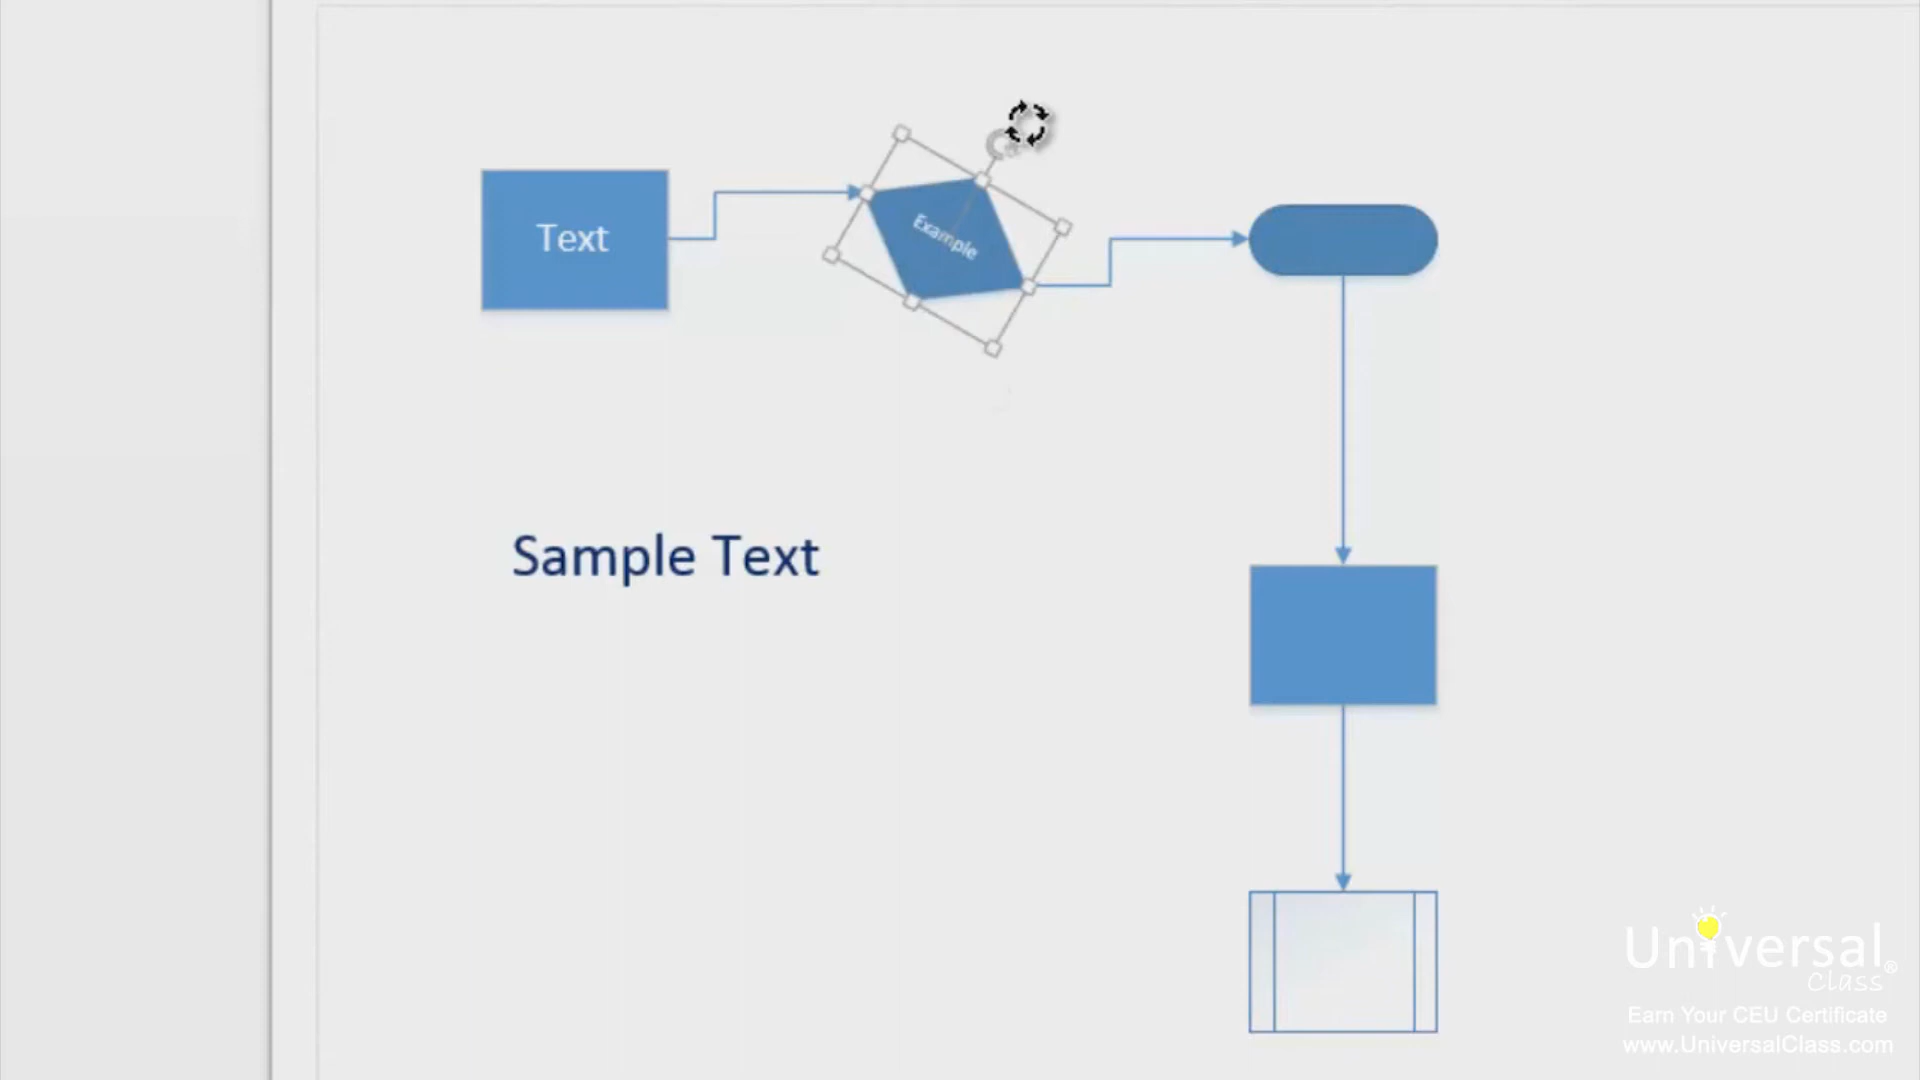 Text
Example
Sample Text
Universal®
Class
Earn Your CEU Certificate
www.UniversalClass.com